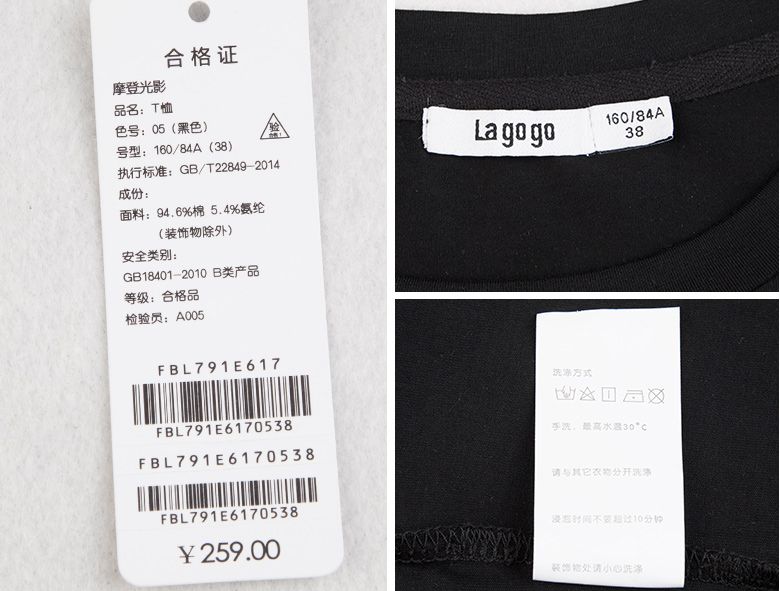 合格证
摩登光影
品名：T恤
色号：05（黑色）
验
合格1
号型：160/84A（38）
执行标准：GB/T22849-2014
成份：
面料：94.6%棉 5.4%氨纶
（装饰物除外）
安全类别：
GB18401-2010 B类产品
等级：合格品
检验员：A005
FBL791E617
FBL791E6170538
FBL791E6170538
FBL791E6170538
¥259.00
Lagogo
160/84A
38
洗涤方式
手洗，最高水温30°C
请与其它衣物分开洗涤
浸泡时间不要超过10分钟
装饰物处请小心洗涤